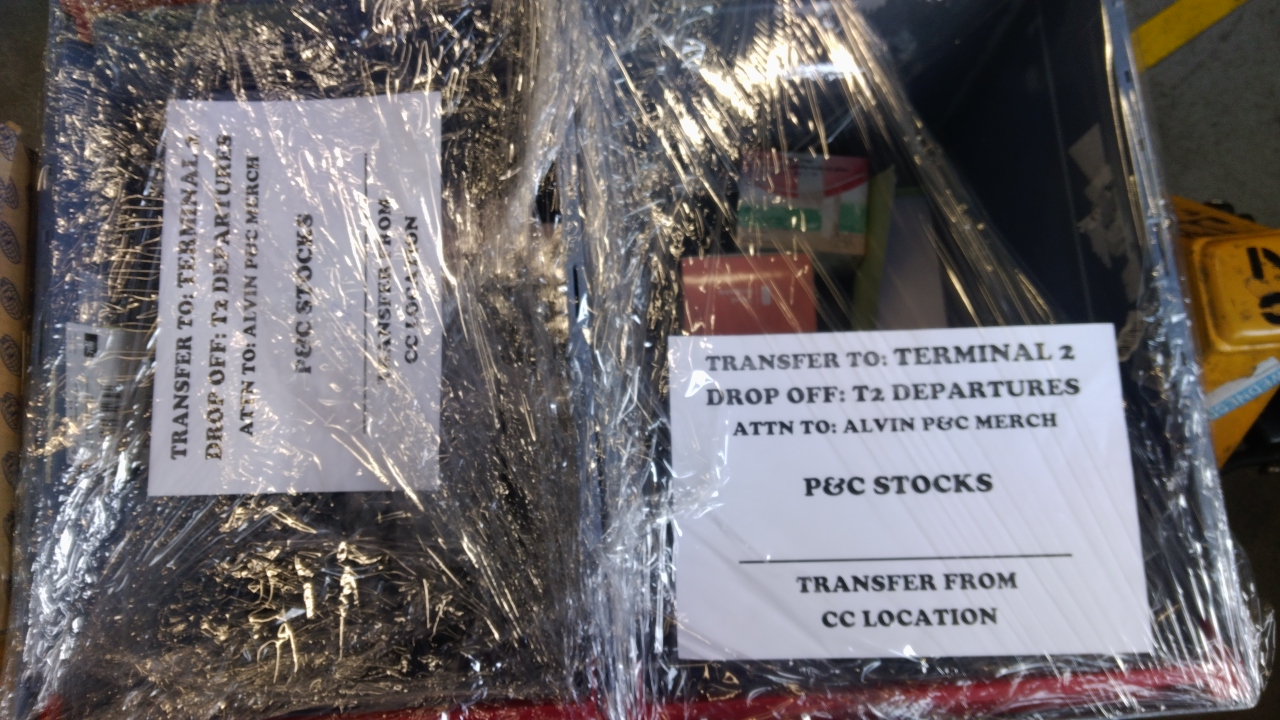 TRANSFER TO: TERMINAL 2
DROP OFF: T2 DEPARTURES
ATTN TO: ALVIN P&C MERCH
P&C STOCKS
TRANSFER FROM
CC LOCATION
TRANSFER TO: TERMINAL 2
DROP OFF: T2 DEPARTURES
ATTN TO: ALVIN P&C MERCH
P&C STOCKS
TRANSFER FROM
CC LOCATION